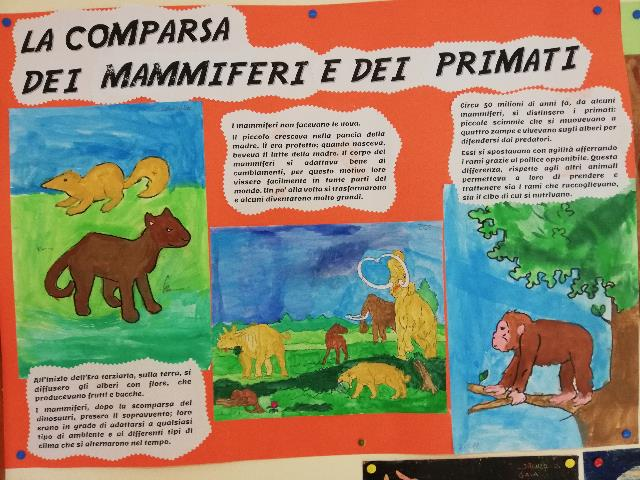 LA COMPARSA
DEI MAMMIFERI E DEI PRIMATI
I mammiferi non facevano le uova.
Il piccolo cresceva nella pancia della
madre, lì era protetto; quando nasceva,
beveva il latte della madre. Il corpo dei
mammiferi si adattava bene ai
cambiamenti, per questo motivo loro
vissero facilmente in tutte parti del
mondo. Un po' alla volta si trasformarono
e alcuni diventarono molto grandi.
Circa 50 milioni di anni fa, da alcuni
mammiferi, si distinsero i primati:
piccole scimmie che si muovevano a
quattro zampe e vivevano sugli alberi per
difendersi dai predatori.
Essi si spostavano con agilità afferrando
i rami grazie al pollice opponibile. Questa
differenza, rispetto agli altri animali
permetteva a loro di prendere e
trattenere sia i rami che raccoglievano,
sia il cibo di cui si nutrivano.
All'inizio dell'Era terziaria, sulla terra, si
diffusero gli alberi con fiore, che
producevano frutti e bacche.
I mammiferi, dopo la scomparsa dei
dinosauri, presero il sopravvento; loro
erano in grado di adattarsi a qualsiasi
tipo di ambiente e ai differenti tipi di
clima che si alternarono nel tempo.